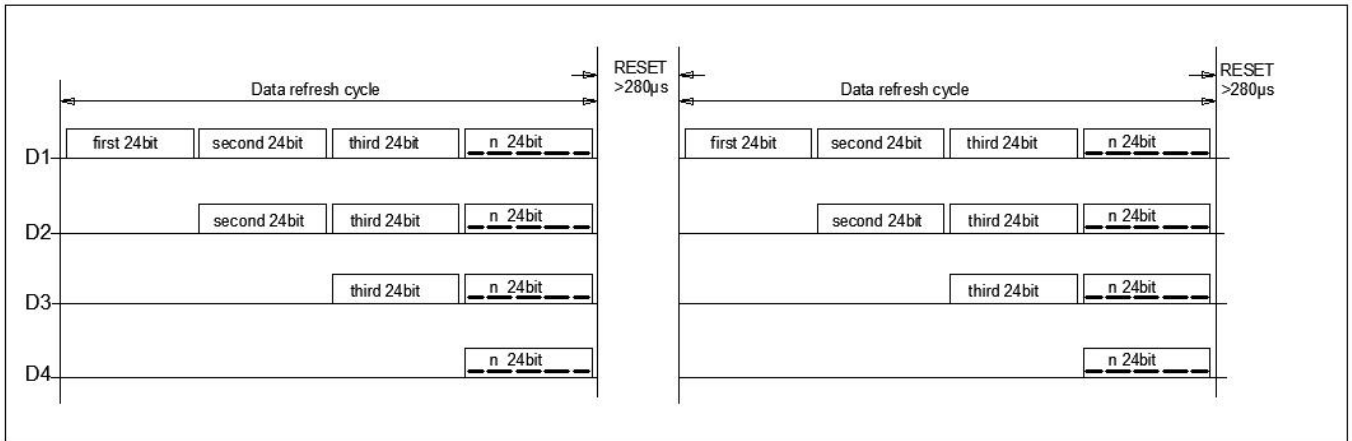 RESET
>280µs
RESET
>280µs
Data refresh cycle
Data refresh cycle
D1
first 24bit
second 24bit
third 24bit
n 24bit
first 24bit
second 24bit
third 24bit
n 24bit
D2
second 24bit
third 24bit
n 24bit
second 24bit
third 24bit
n 24bit
D3
third 24bit
n 24bit
third 24bit
n 24bit
D4
n 24bit
n 24bit